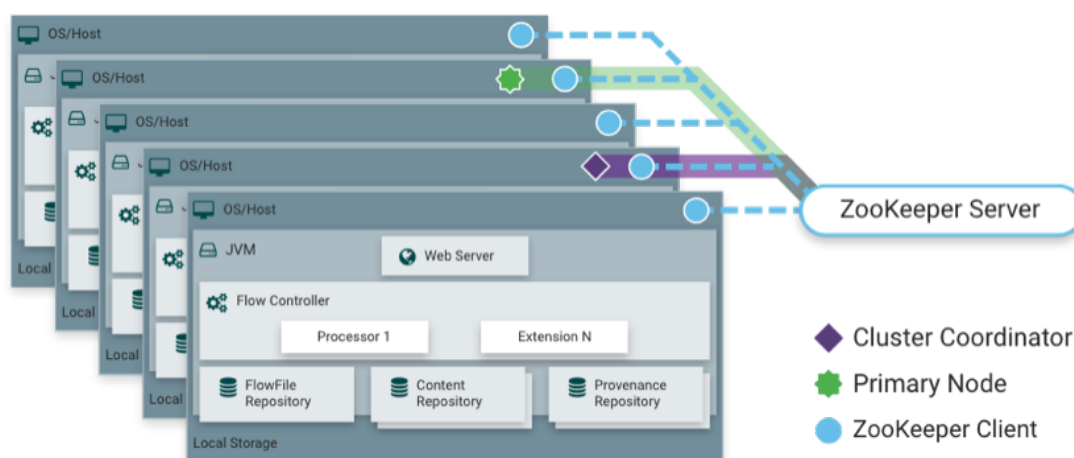 OS/Host
OS/Host
OS/Host
OS/Host
OS/Host
ZooKeeper Server
JVM
Web Server
Flow Controller
Processor 1
Extension N
FlowFile
Repository
Content
Repository
Provenance
Repository
Local
Local
Local
Local
Local Storage
Cluster Coordinator
Primary Node
ZooKeeper Client